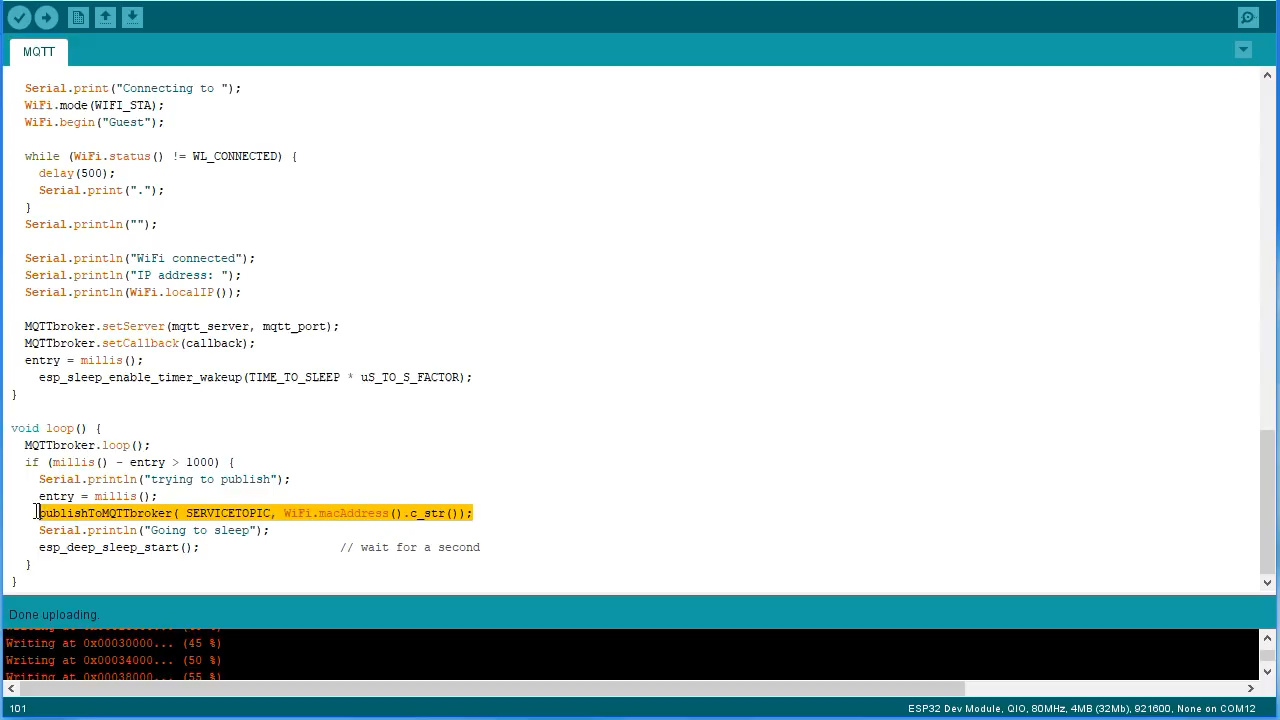 MQTT
Serial.print("Connecting to ");
WiFi.mode(WIFI_STA);
WiFi.begin("Guest");
while (WiFi.status() != WL_CONNECTED) {
delay(500);
Serial.print(".");
}
Serial.println("");
Serial.println("WiFi connected");
Serial.println("IP address: ");
Serial.println(WiFi.localIP());
MQTTbroker.setServer(mqtt_server, mqtt_port);
MQTTbroker.setCallback(callback);
entry = millis();
esp_sleep_enable_timer_wakeup(TIME_TO_SLEEP * uS_TO_S_FACTOR);
}
void loop() {
MQTTbroker.loop();
if (millis() - entry > 1000) {
Serial.println("trying to publish");
entry = millis();
publishToMQTTbroker( SERVICETOPIC, WiFi.macAddress().c_str());
Serial.println("Going to sleep");
esp_deep_sleep_start(); // wait for a second
}
}
Done uploading.
Writing at 0x00030000... (45 %)
Writing at 0x00034000... (50 %)
Writing at 0x00038000... (55 %)
101 ESP32 Dev Module, QIO, 80MHz, 4MB (32Mb), 921600, None on COM12